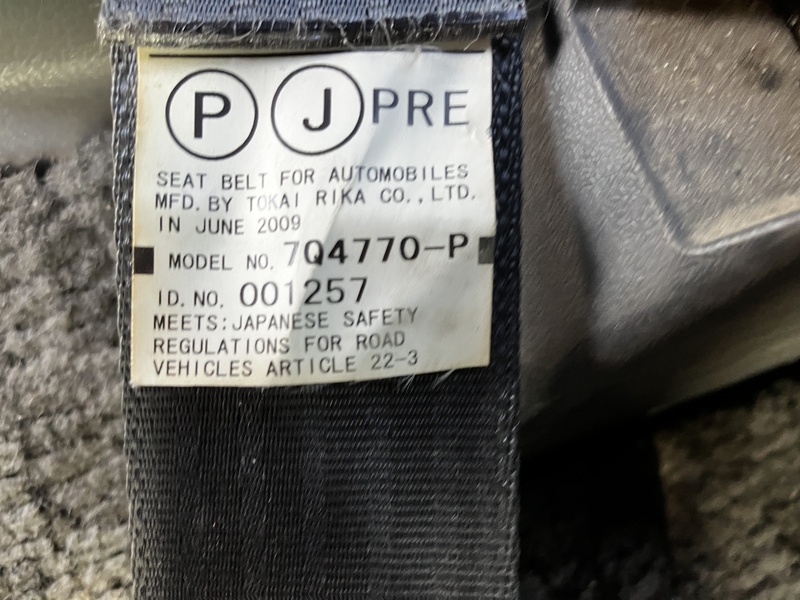 P J PRE
SEAT BELT FOR AUTOMOBILES
MFD. BY TOKAI RIKA CO., LTD.
IN JUNE 2009
MODEL NO. 7Q4770-P
ID. NO. 001257
MEETS:JAPANESE SAFETY
REGULATIONS FOR ROAD
VEHICLES ARTICLE 22-3